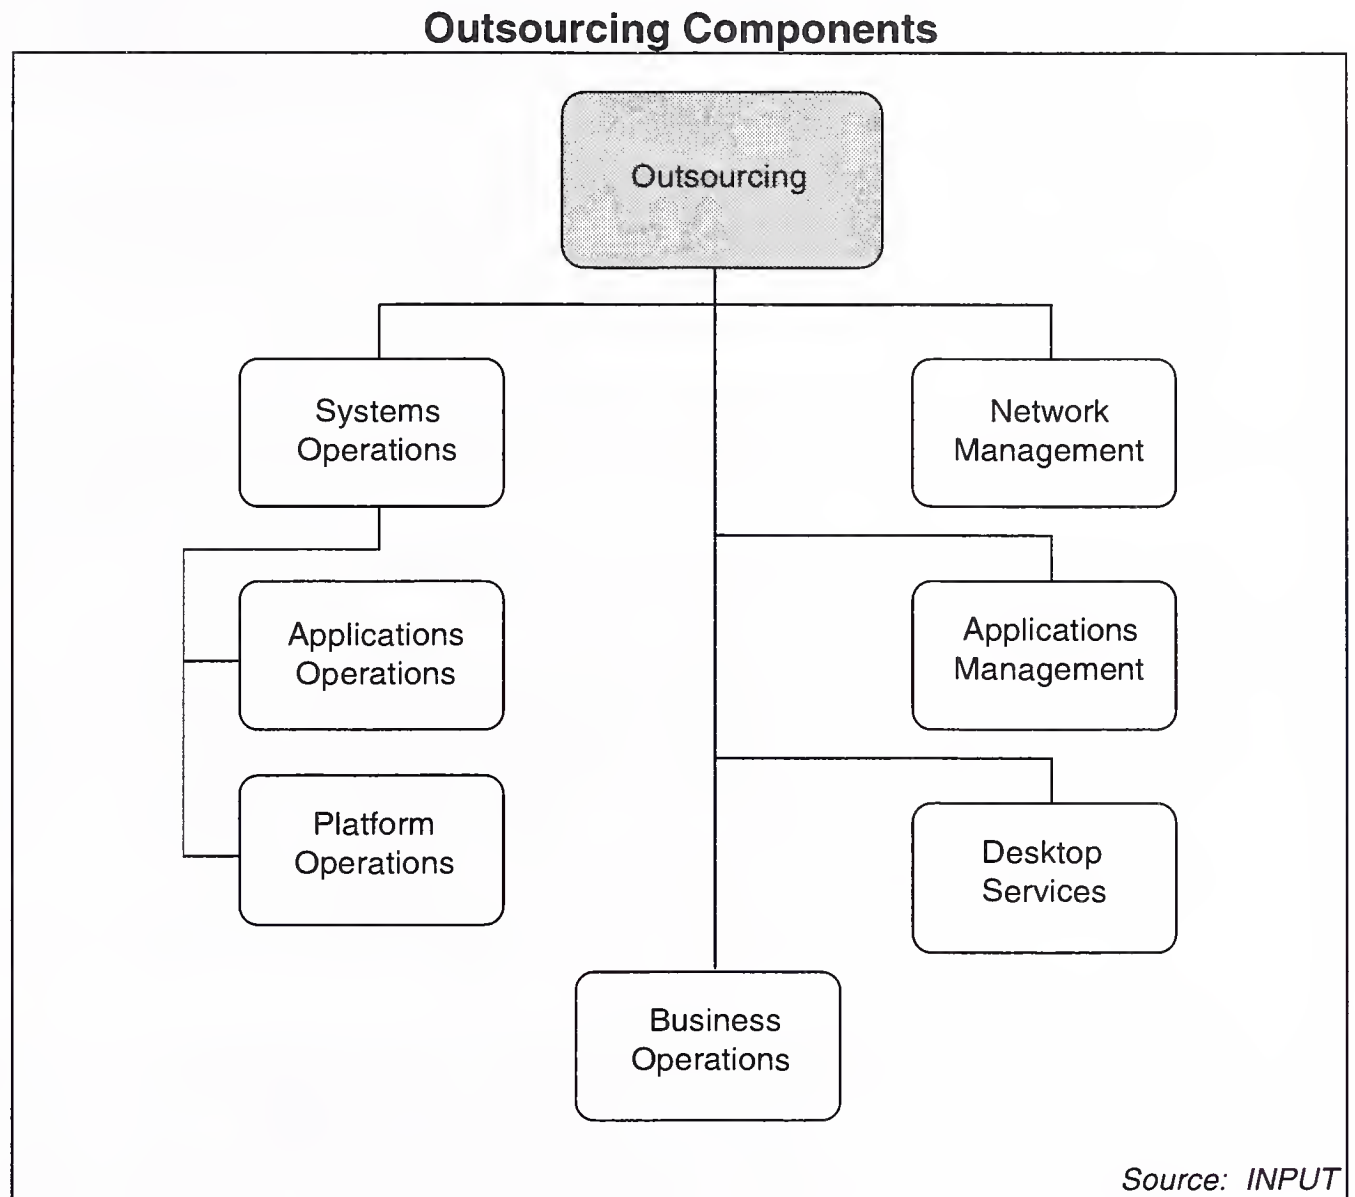 Outsourcing Components
Outsourcing
Systems
Operations
Network
Management
Applications
Operations
Applications
Management
Platform
Operations
Desktop
Services
Business
Operations
Source: INPUT